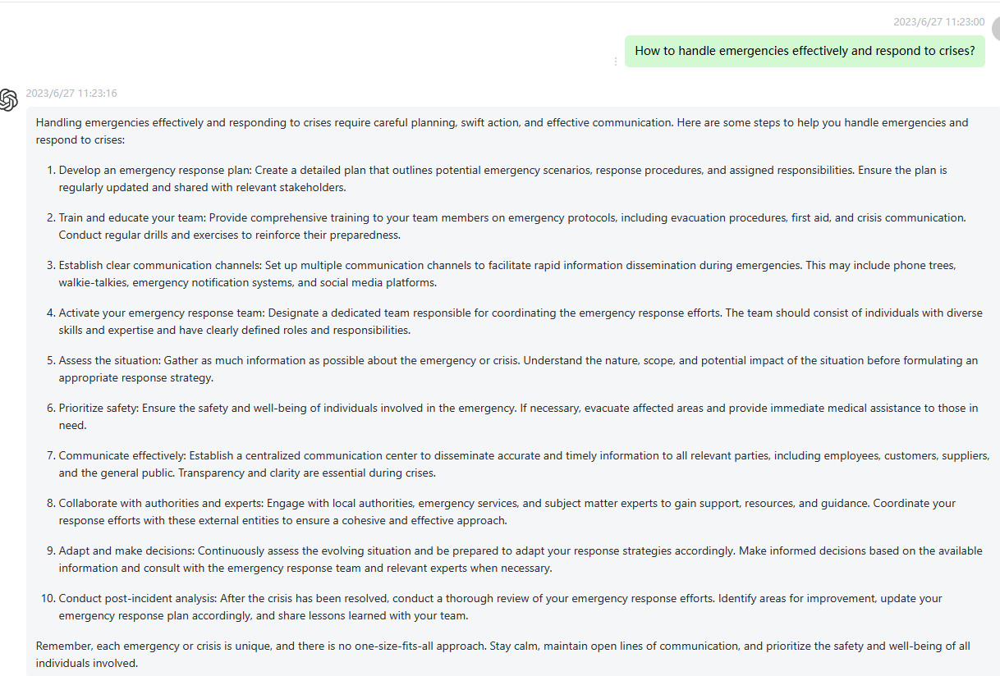 2023/6/27 11:23:00
How to handle emergencies effectively and respond to crises?
2023/6/27 11:23:16
Handling emergencies effectively and responding to crises require careful planning, swift action, and effective communication. Here are some steps to help you handle emergencies and
respond to crises:
1. Develop an emergency response plan: Create a detailed plan that outlines potential emergency scenarios, response procedures, and assigned responsibilities. Ensure the plan is
regularly updated and shared with relevant stakeholders.
2. Train and educate your team: Provide comprehensive training to your team members on emergency protocols, including evacuation procedures, first aid, and crisis communication.
Conduct regular drills and exercises to reinforce their preparedness.
3. Establish clear communication channels: Set up multiple communication channels to facilitate rapid information dissemination during emergencies. This may include phone trees,
walkie-talkies, emergency notification systems, and social media platforms.
4. Activate your emergency response team: Designate a dedicated team responsible for coordinating the emergency response efforts. The team should consist of individuals with diverse
skills and expertise and have clearly defined roles and responsibilities.
5. Assess the situation: Gather as much information as possible about the emergency or crisis. Understand the nature, scope, and potential impact of the situation before formulating an
appropriate response strategy.
6. Prioritize safety: Ensure the safety and well-being of individuals involved in the emergency. If necessary, evacuate affected areas and provide immediate medical assistance to those in
need.
7. Communicate effectively: Establish a centralized communication center to disseminate accurate and timely information to all relevant parties, including employees, customers, suppliers,
and the general public. Transparency and clarity are essential during crises.
8. Collaborate with authorities and experts: Engage with local authorities, emergency services, and subject matter experts to gain support, resources, and guidance. Coordinate your
response efforts with these external entities to ensure a cohesive and effective approach.
9. Adapt and make decisions: Continuously assess the evolving situation and be prepared to adapt your response strategies accordingly. Make informed decisions based on the available
information and consult with the emergency response team and relevant experts when necessary.
10. Conduct post-incident analysis: After the crisis has been resolved, conduct a thorough review of your emergency response efforts. Identify areas for improvement, update your
emergency response plan accordingly, and share lessons learned with your team.
Remember, each emergency or crisis is unique, and there is no one-size-fits-all approach. Stay calm, maintain open lines of communication, and prioritize the safety and well-being of all
individuals involved.